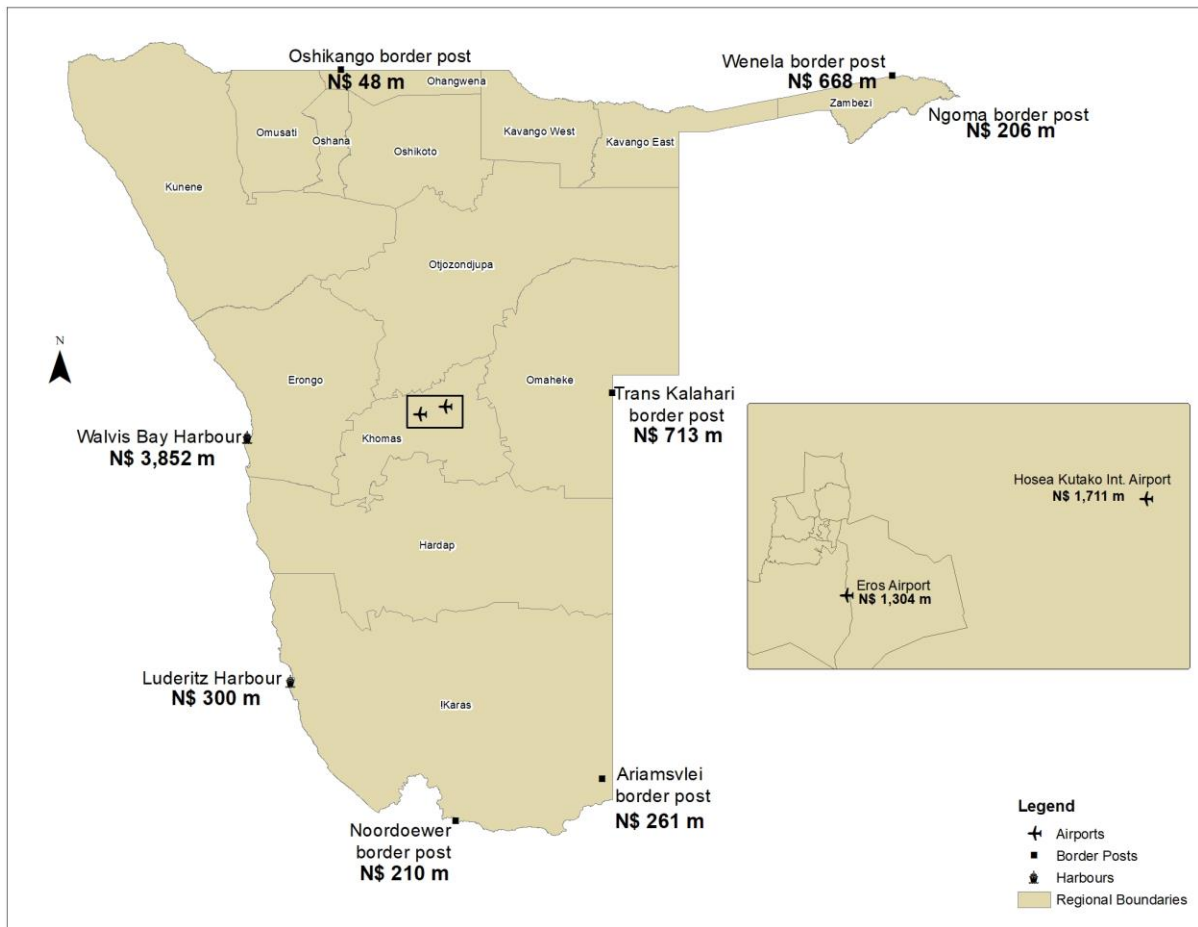 Oshikango border post
N$ 48 m
Wenela border post
N$ 668 m
Ngoma border post
N$ 206 m
Ohangwena
Zambezi
Omusati
Oshana
Oshikoto
Kavango West
Kavango East
Kunene
Otjozondjupa
N
Erongo
Omaheke
Trans Kalahari
border post
N$ 713 m
Khomas
Walvis Bay Harbour
N$ 3,852 m
Hosea Kutako Int. Airport
N$ 1,711 m
Hardap
Eros Airport
N$ 1,304 m
Luderitz Harbour
N$ 300 m
!Karas
Ariamsvlei
border post
N$ 261 m
Noordoewer
border post
N$ 210 m
Legend
Airports
Border Posts
Harbours
Regional Boundaries